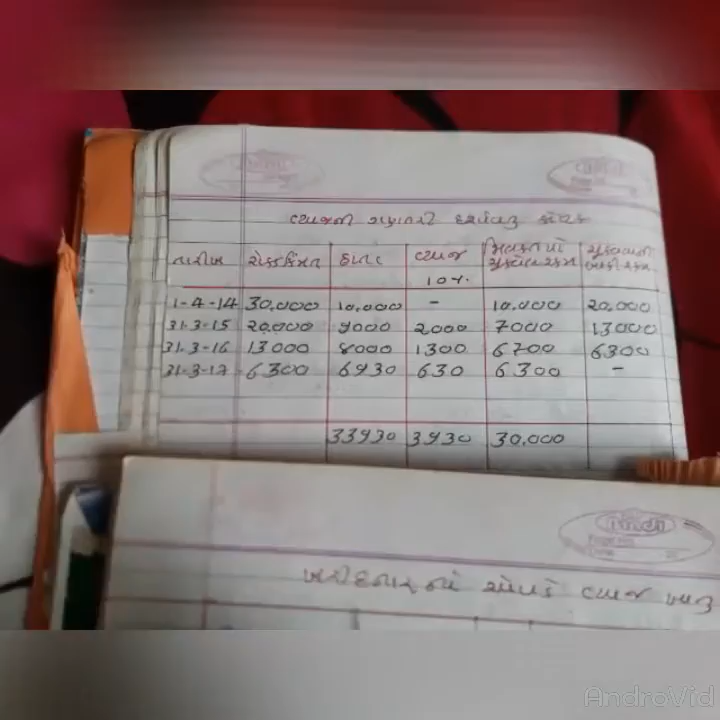 વ્યાજની ગણતરી દર્શાવતું કોષ્ટક
તારીખ રોકડકિંમત હપ્તા વ્યાજ મિલકત પેટે ચુકવેલ રકમ ચુકવવાની બાકી રકમ
10%
1-4-14 30,000 10,000 - 10,000 20,000
31-3-15 20,000 9000 2000 7000 13000
31-3-16 13000 8000 1300 6700 6300
31-3-17 6300 6930 630 6300 -
33930 3930 30,000
ખરીદનારના ચોપડે વ્યાજ ખાતું
AndroVid